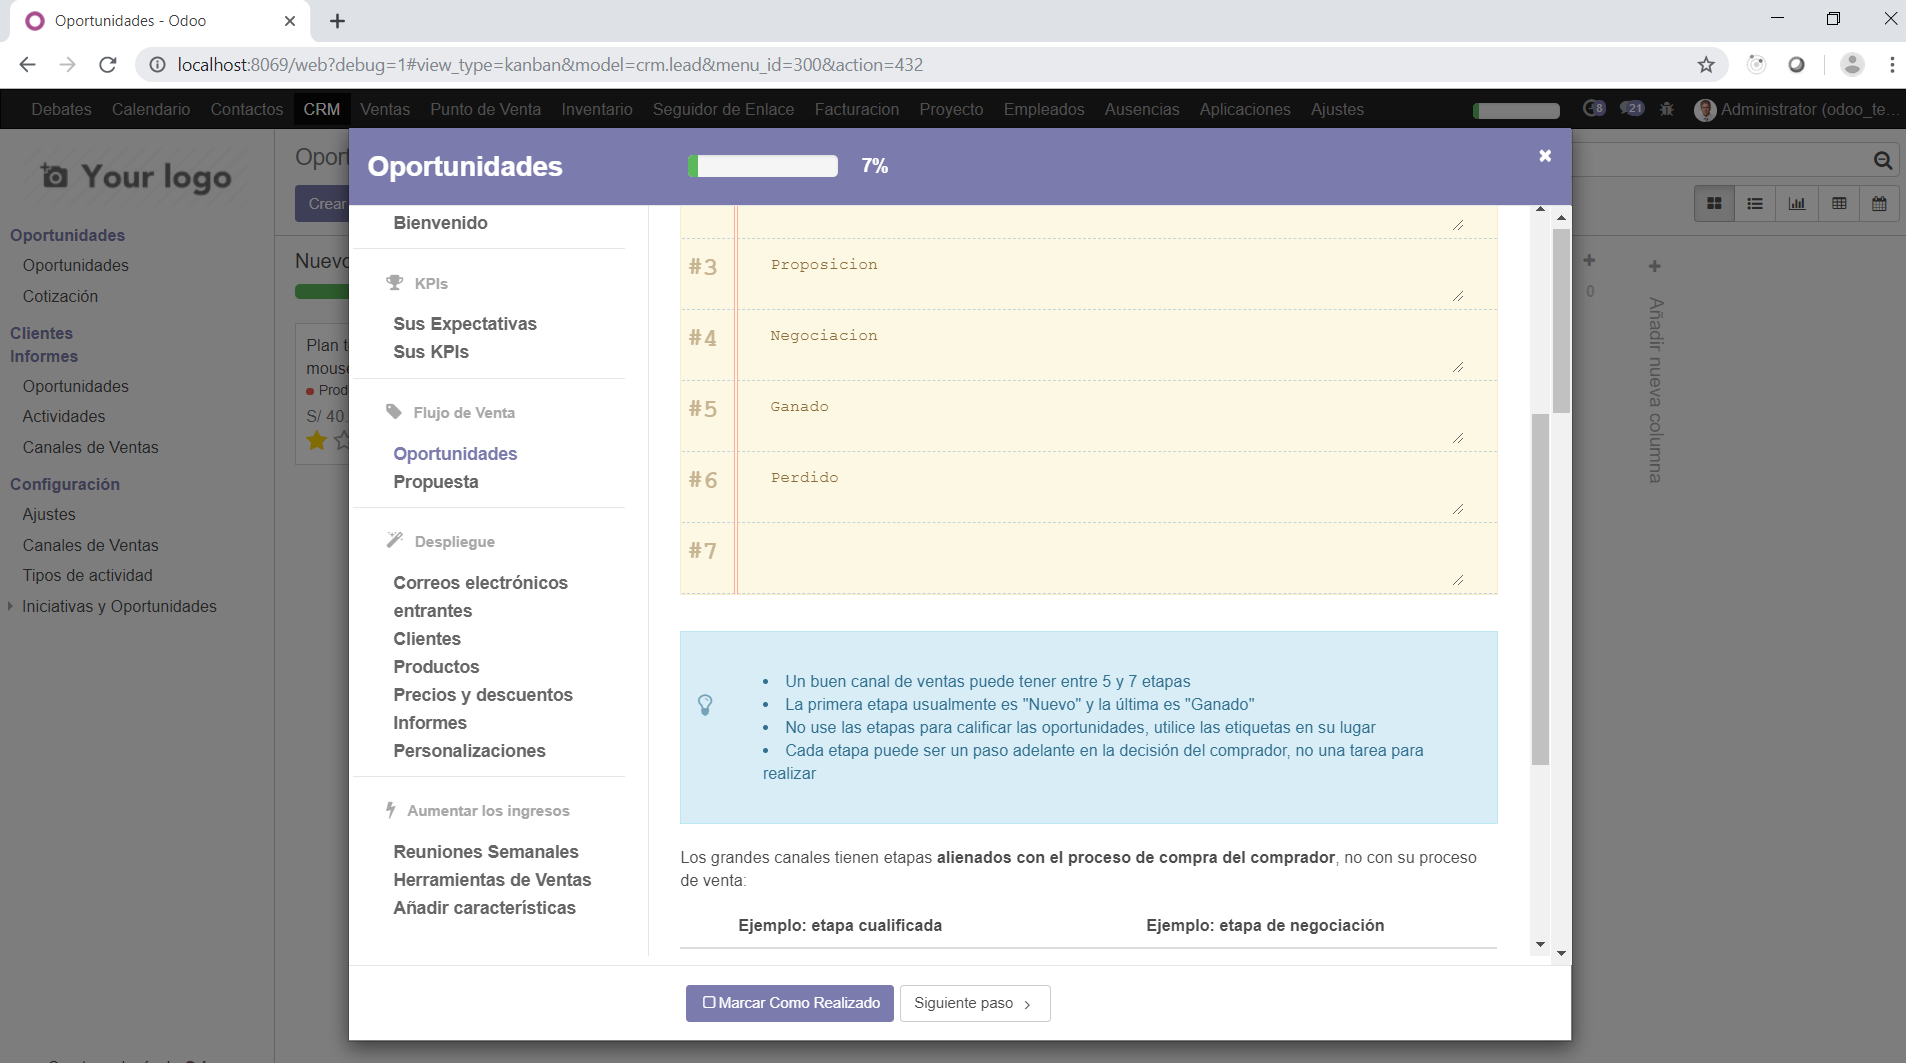 Oportunidades - Odoo
localhost:8069/web?debug=1#view_type=kanban&model=crm.lead&menu_id=300&action=432
Debates Calendario Contactos CRM Ventas Punto de Venta Inventario Seguidor de Enlace Facturacion Proyecto Empleados Ausencias Aplicaciones Ajustes 8 21 Administrator (odoo_te...
Your logo
Oportunidades
Oportunidades
Cotización
Clientes
Informes
Oportunidades
Actividades
Canales de Ventas
Configuración
Ajustes
Canales de Ventas
Tipos de actividad
Iniciativas y Oportunidades
Oport
Crear
Nuevo
Plan t
mouse
Prod
S/ 40.
0
Añadir nueva columna
Oportunidades 7%
Bienvenido
KPIs
Sus Expectativas
Sus KPIs
Flujo de Venta
Oportunidades
Propuesta
Despliegue
Correos electrónicos
entrantes
Clientes
Productos
Precios y descuentos
Informes
Personalizaciones
Aumentar los ingresos
Reuniones Semanales
Herramientas de Ventas
Añadir características
#3 Proposicion
#4 Negociacion
#5 Ganado
#6 Perdido
#7
• Un buen canal de ventas puede tener entre 5 y 7 etapas
• La primera etapa usualmente es "Nuevo" y la última es "Ganado"
• No use las etapas para calificar las oportunidades, utilice las etiquetas en su lugar
• Cada etapa puede ser un paso adelante en la decisión del comprador, no una tarea para
realizar
Los grandes canales tienen etapas alienados con el proceso de compra del comprador, no con su proceso
de venta:
Ejemplo: etapa cualificada Ejemplo: etapa de negociación
Marcar Como Realizado Siguiente paso